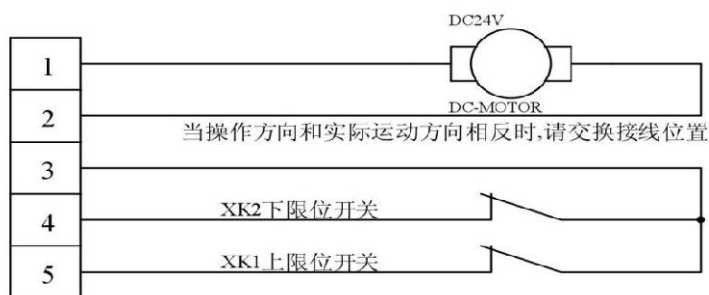 DC24V
1
DC-MOTOR
2
当操作方向和实际运动方向相反时,请交换接线位置
3
XK2下限位开关
4
XK1上限位开关
5